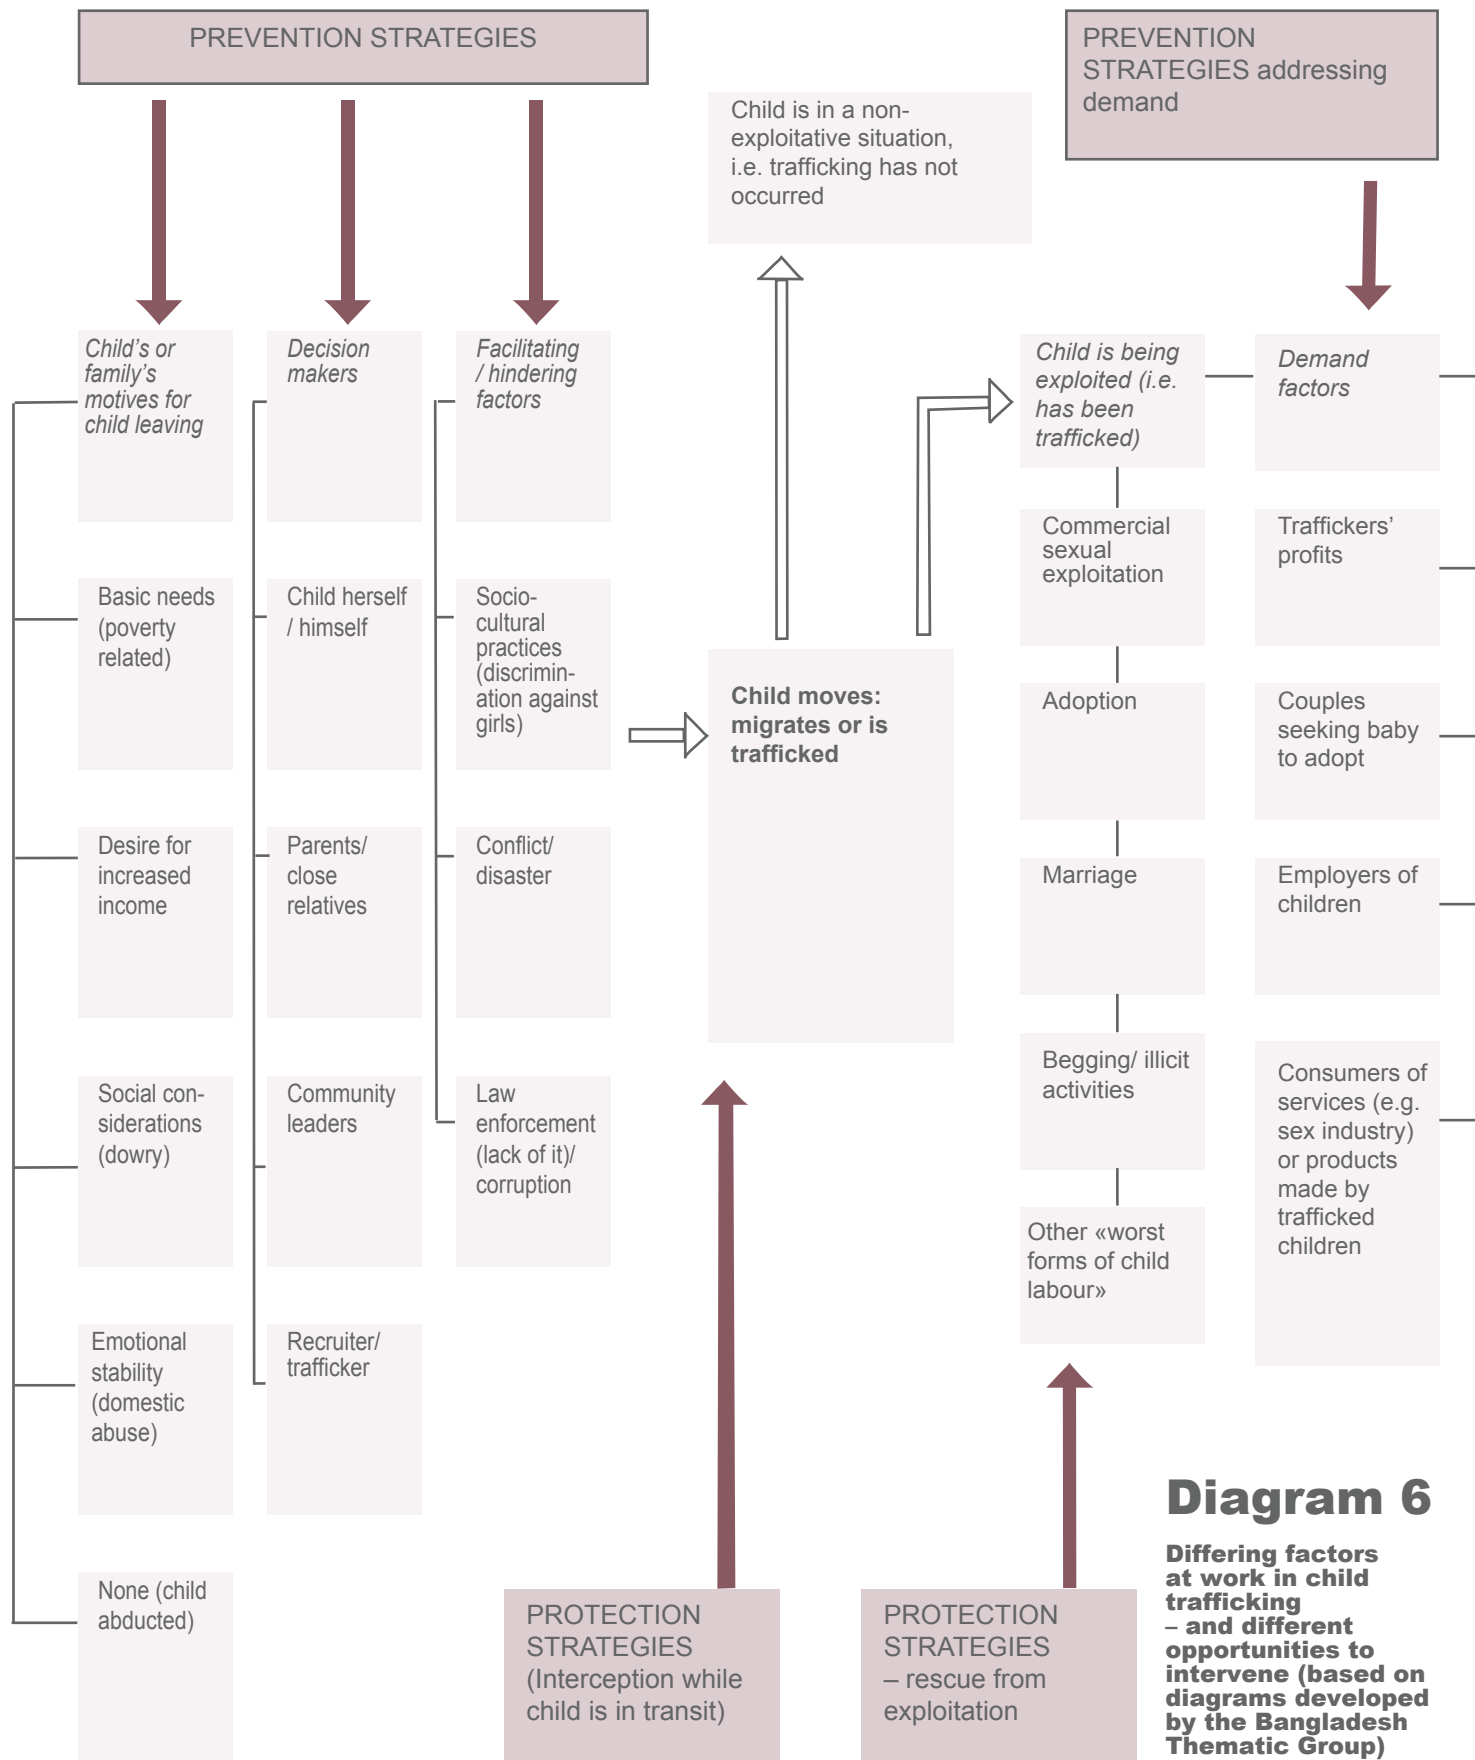 PREVENTION STRATEGIES
PREVENTION
STRATEGIES addressing
demand
Child is in a non-
exploitative situation,
i.e. trafficking has not
occurred
Child's or
family's
motives for
child leaving
Basic needs
(poverty
related)
Desire for
increased
income
Social con-
siderations
(dowry)
Emotional
stability
(domestic
abuse)
None (child
abducted)
Decision
makers
Child herself
/ himself
Parents/
close
relatives
Community
leaders
Recruiter/
trafficker
Facilitating
/ hindering
factors
Socio-
cultural
practices
(discrimin-
ation against
girls)
Conflict/
disaster
Law
enforcement
(lack of it)/
corruption
Child moves:
migrates or is
trafficked
Child is being
exploited (i.e.
has been
trafficked)
Commercial
sexual
exploitation
Adoption
Marriage
Begging/ illicit
activities
Other «worst
forms of child
labour»
Demand
factors
Traffickers’
profits
Couples
seeking baby
to adopt
Employers of
children
Consumers of
services (e.g.
sex industry)
or products
made by
trafficked
children
PROTECTION
STRATEGIES
(Interception while
child is in transit)
PROTECTION
STRATEGIES
– rescue from
exploitation
Diagram 6
Differing factors
at work in child
trafficking
– and different
opportunities to
intervene (based on
diagrams developed
by the Bangladesh
Thematic Group)